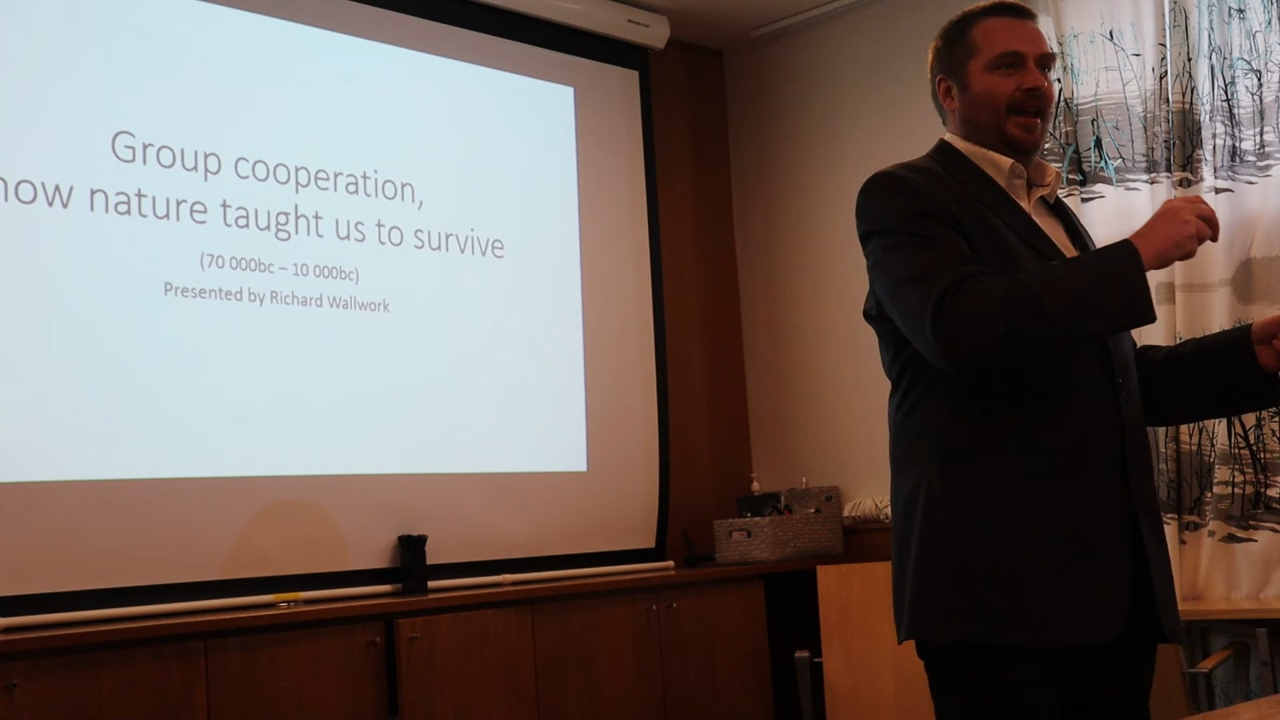 Group cooperation,
how nature taught us to survive
(70 000bc – 10 000bc)
Presented by Richard Wallwork